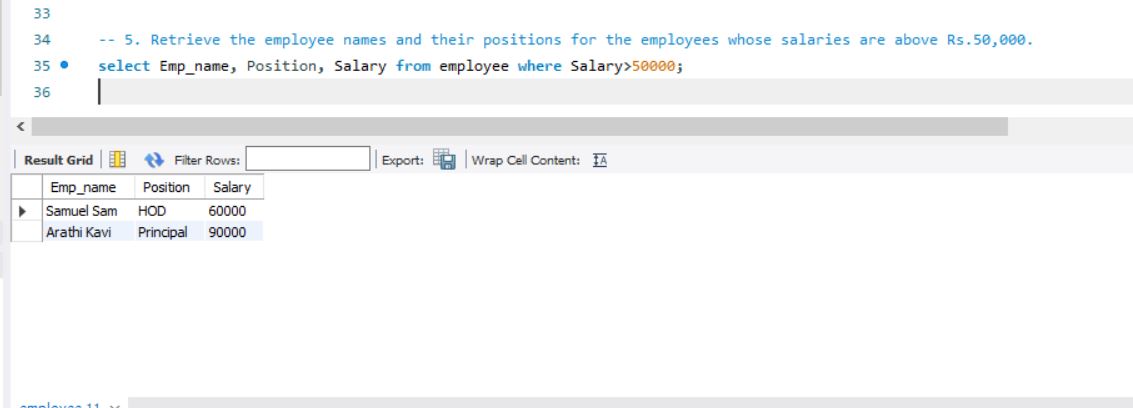 33
34 -- 5. Retrieve the employee names and their positions for the employees whose salaries are above Rs.50,000.
35 select Emp_name, Position, Salary from employee where Salary>50000;
36
Result Grid Filter Rows: Export: Wrap Cell Content:
Emp_name Position Salary
Samuel Sam HOD 60000
Arathi Kavi Principal 90000
employee 11